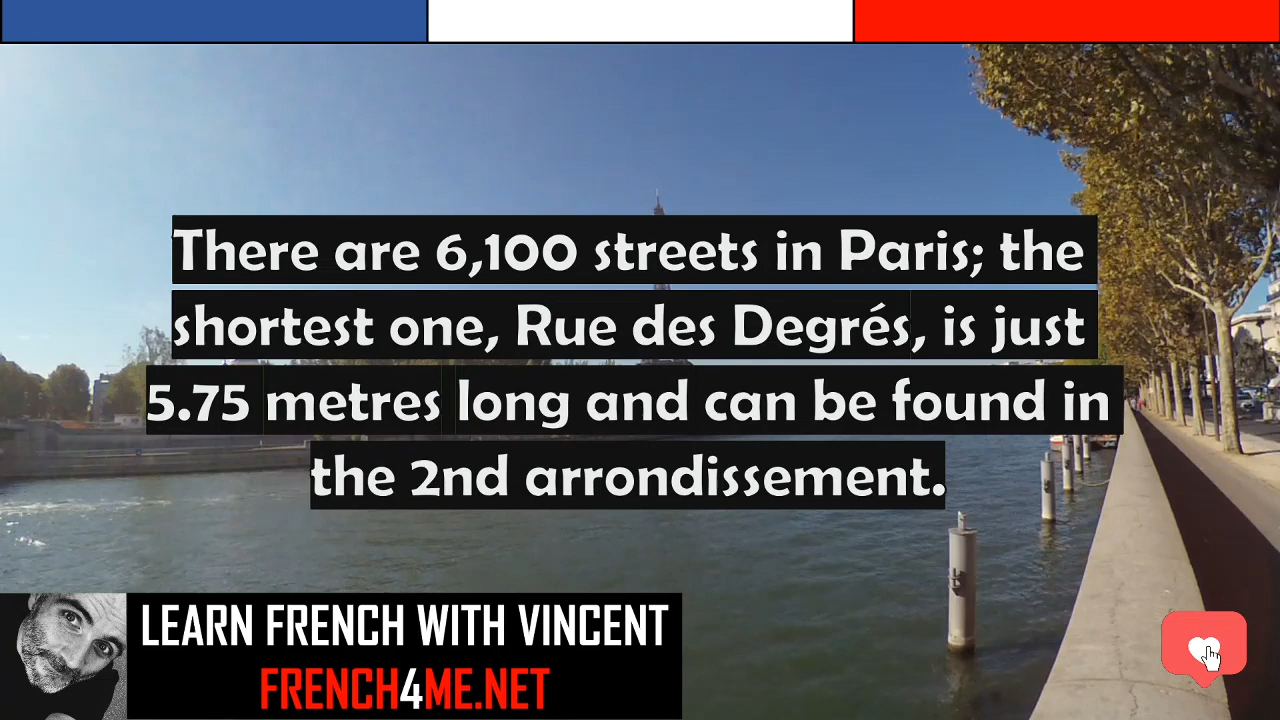 There are 6,100 streets in Paris; the
shortest one, Rue des Degrés, is just
5.75 metres long and can be found in
the 2nd arrondissement.
LEARN FRENCH WITH VINCENT
FRENCH4ME.NET